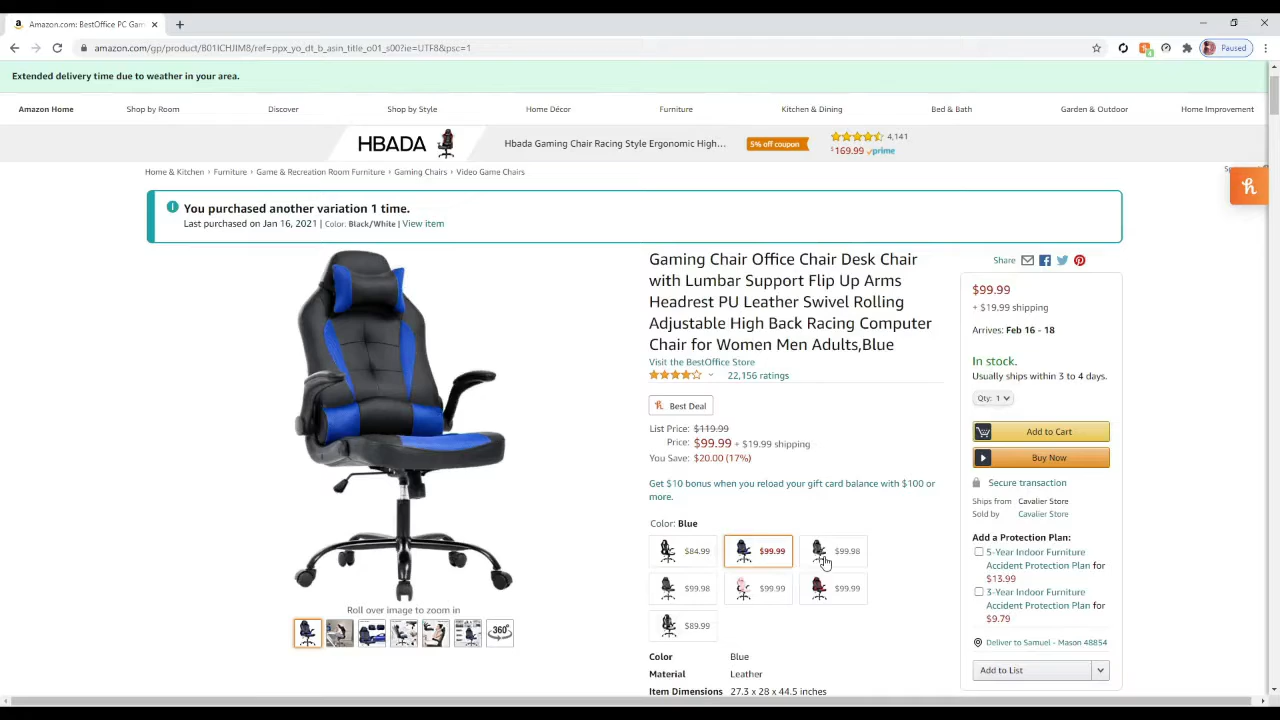 Amazon.com: BestOffice PC Gam
amazon.com/gp/product/B01ICHJIM8/ref=ppx_yo_dt_b_asin_title_o01_s00?ie=UTF8&psc=1
Paused
Extended delivery time due to weather in your area.
Amazon Home Shop by Room Discover Shop by Style Home Décor Furniture Kitchen & Dining Bed & Bath Garden & Outdoor Home Improvement
HBADA Hbada Gaming Chair Racing Style Ergonomic High... 5% off coupon 4,141
$169.99 prime
Home & Kitchen › Furniture › Game & Recreation Room Furniture › Gaming Chairs › Video Game Chairs
You purchased another variation 1 time.
Last purchased on Jan 16, 2021 | Color: Black/White | View item
Gaming Chair Office Chair Desk Chair
with Lumbar Support Flip Up Arms
Headrest PU Leather Swivel Rolling
Adjustable High Back Racing Computer
Chair for Women Men Adults,Blue
Visit the BestOffice Store
22,156 ratings
Best Deal
List Price: $119.99
Price: $99.99 + $19.99 shipping
You Save: $20.00 (17%)
Get $10 bonus when you reload your gift card balance with $100 or
more.
Color: Blue
$84.99 $99.99 $99.98
$99.98 $99.99 $99.99
$89.99
Color Blue
Material Leather
Item Dimensions 27.3 x 28 x 44.5 inches
Roll over image to zoom in
360°
Share
$99.99
+ $19.99 shipping
Arrives: Feb 16 - 18
In stock.
Usually ships within 3 to 4 days.
Qty: 1
Add to Cart
Buy Now
Secure transaction
Ships from Cavalier Store
Sold by Cavalier Store
Add a Protection Plan:
5-Year Indoor Furniture
Accident Protection Plan for
$13.99
3-Year Indoor Furniture
Accident Protection Plan for
$9.79
Deliver to Samuel - Mason 48854
Add to List